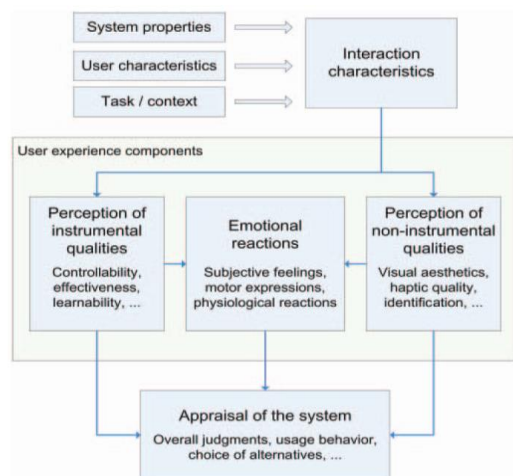 System properties
User characteristics
Task / context
Interaction
characteristics
User experience components
Perception of
instrumental
qualities
Controllability,
effectiveness,
learnability, ...
Emotional
reactions
Subjective feelings,
motor expressions,
physiological reactions
Perception of
non-instrumental
qualities
Visual aesthetics,
haptic quality,
identification, ...
Appraisal of the system
Overall judgments, usage behavior,
choice of alternatives, ...